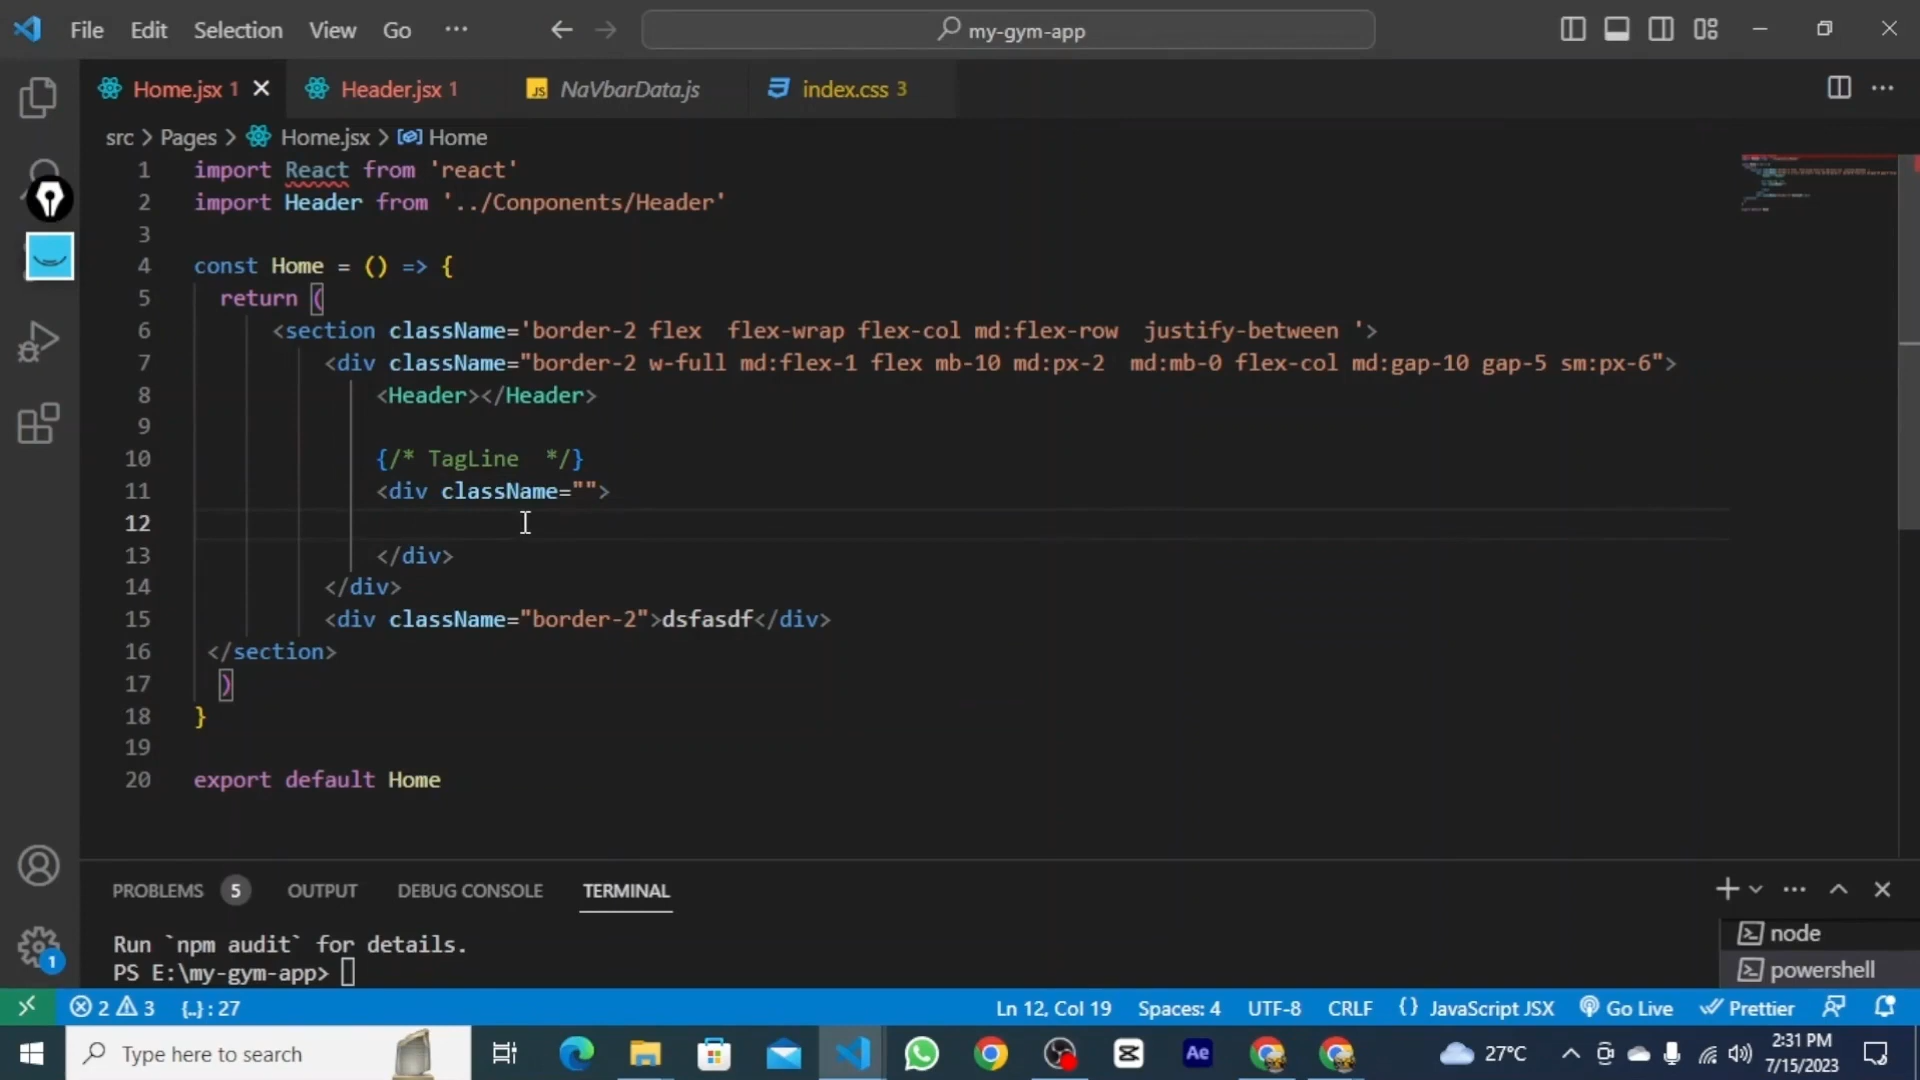 File Edit Selection View Go ··· my-gym-app
Home.jsx 1 Header.jsx 1 NaVbarData.js index.css 3
src > Pages > Home.jsx > Home
1 import React from 'react'
2 import Header from '../Conponents/Header'
3
4 const Home = () => {
5 return (
6 <section className='border-2 flex  flex-wrap flex-col md:flex-row  justify-between '>
7 <div className="border-2 w-full md:flex-1 flex mb-10 md:px-2  md:mb-0 flex-col md:gap-10 gap-5 sm:px-6">
8 <Header></Header>
9
10 {/* TagLine  */}
11 <div className="">
12
13 </div>
14 </div>
15 <div className="border-2">dsfasdf</div>
16 </section>
17 )
18 }
19
20 export default Home
PROBLEMS 5 OUTPUT DEBUG CONSOLE TERMINAL
Run `npm audit` for details.
PS E:\my-gym-app>
node
powershell
1
2 3 {..} : 27 Ln 12, Col 19 Spaces: 4 UTF-8 CRLF {} JavaScript JSX Go Live Prettier
Type here to search Ae 27°C 2:31 PM
7/15/2023